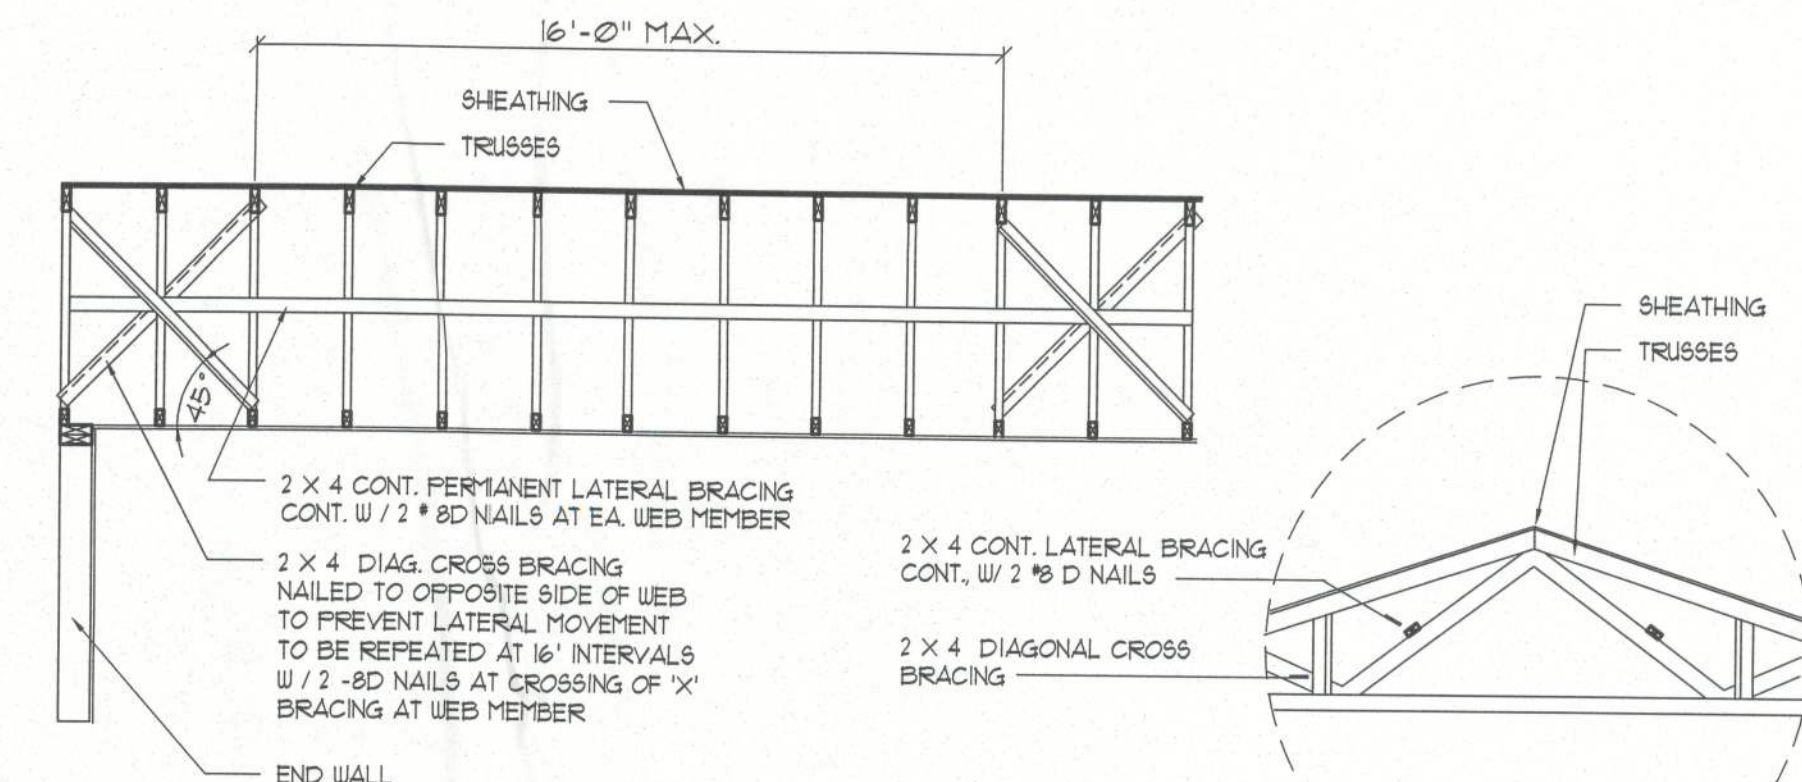 16'-0" MAX.
SHEATHING
TRUSSES
45°
2 X 4 CONT. PERMANENT LATERAL BRACING
CONT. W / 2 # 8D NAILS AT EA. WEB MEMBER
2 X 4 DIAG. CROSS BRACING
NAILED TO OPPOSITE SIDE OF WEB
TO PREVENT LATERAL MOVEMENT
TO BE REPEATED AT 16' INTERVALS
W / 2 -8D NAILS AT CROSSING OF 'X'
BRACING AT WEB MEMBER
END WALL
SHEATHING
TRUSSES
2 X 4 CONT. LATERAL BRACING
CONT., W/ 2 #8 D NAILS
2 X 4 DIAGONAL CROSS
BRACING